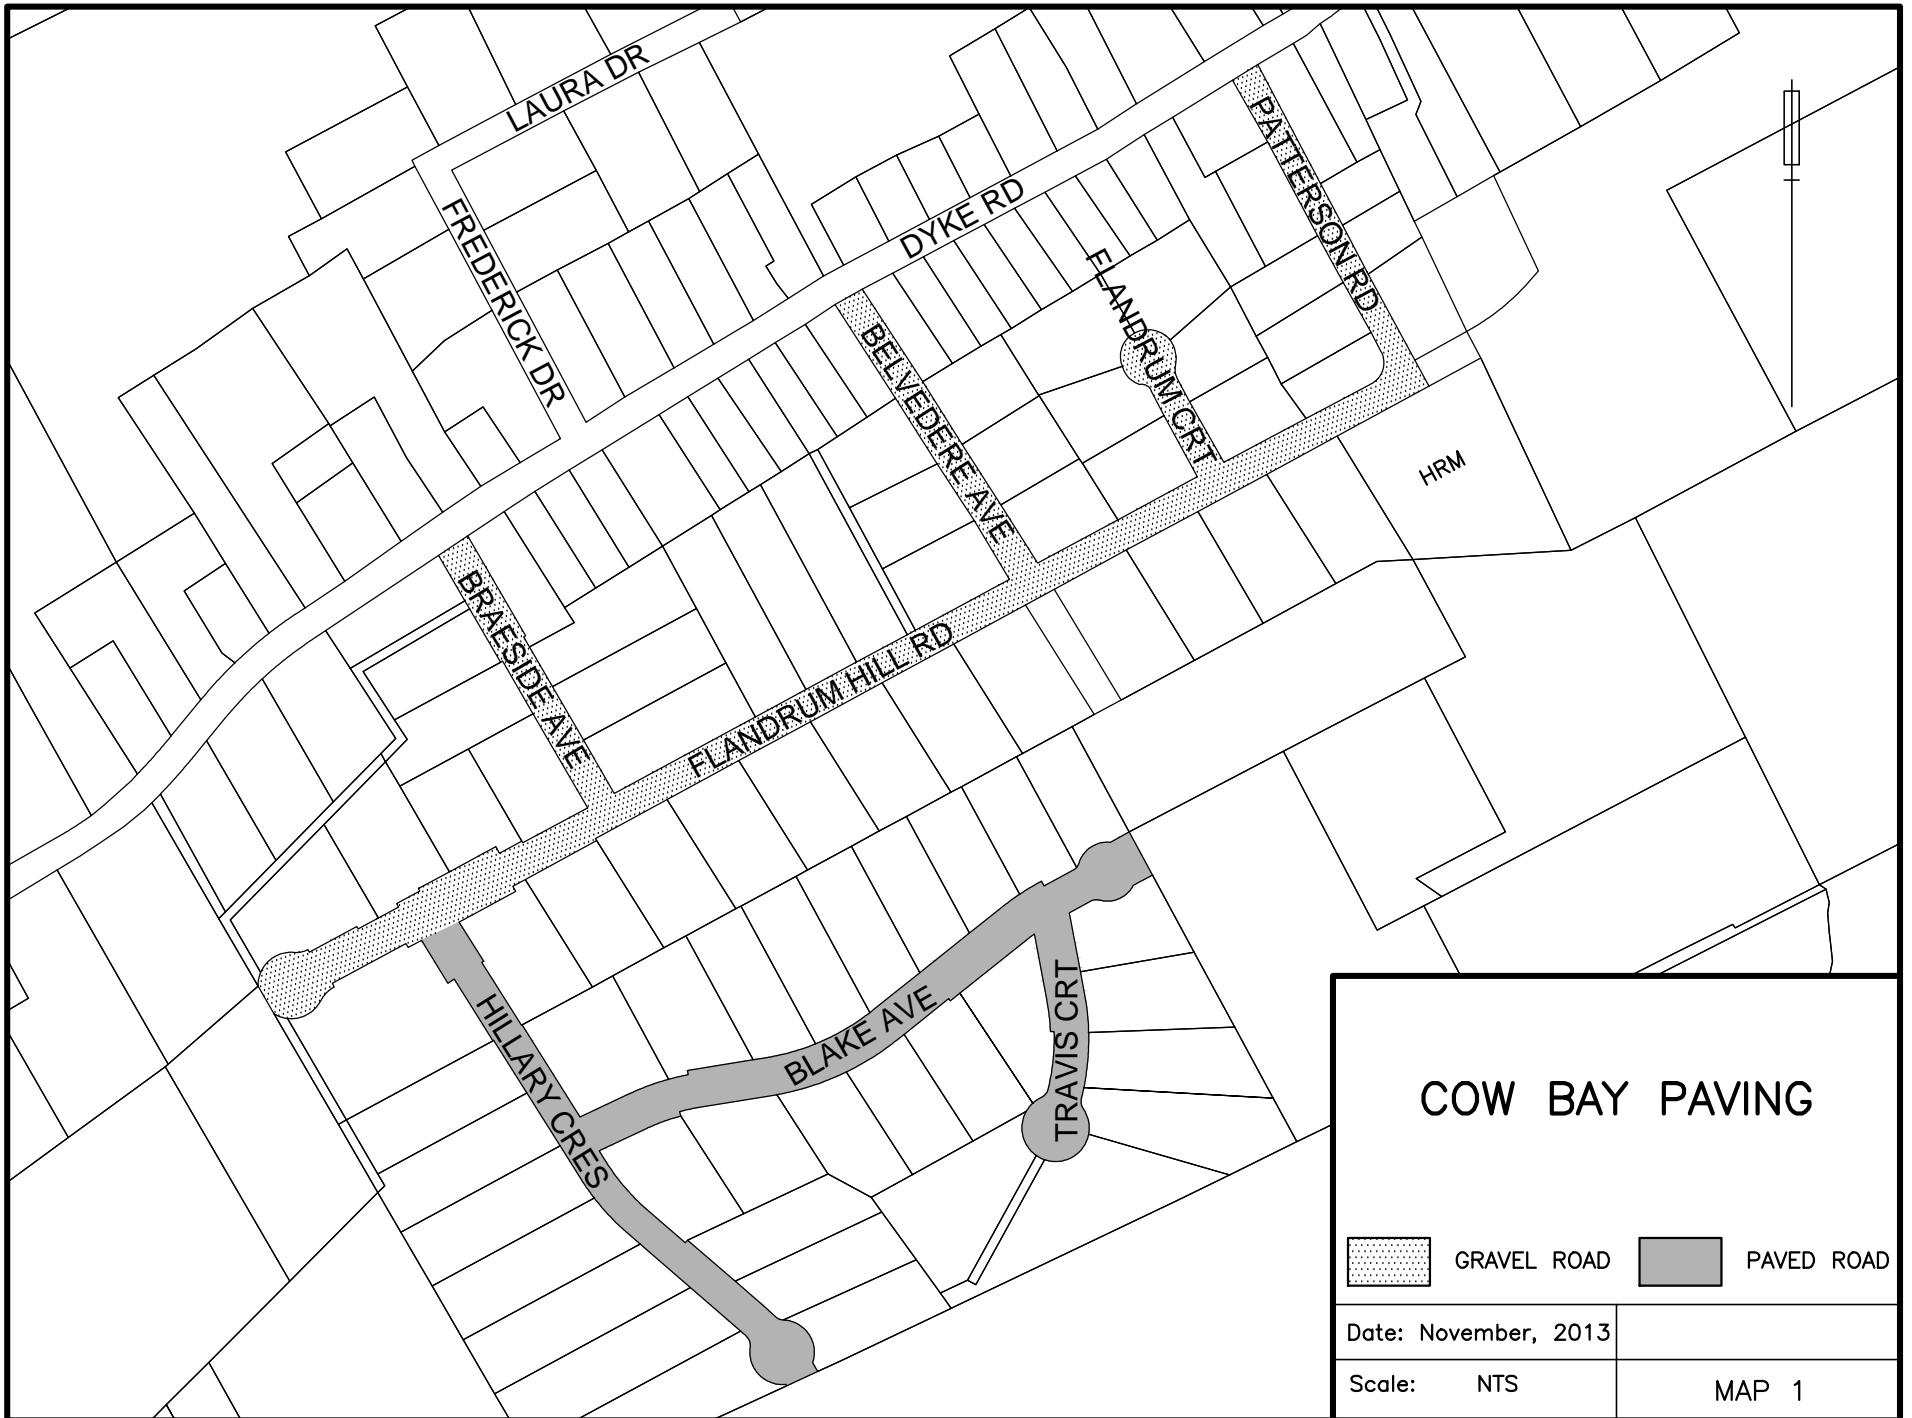 LAURA DR
FREDERICK DR
DYKE RD
PATTERSON RD
FLANDRUM CRT
BELVEDERE AVE
HRM
BRAESIDE AVE
FLANDRUM HILL RD
HILLARY CRES
BLAKE AVE
TRAVIS CRT
COW BAY PAVING
GRAVEL ROAD
PAVED ROAD
Date: November, 2013
Scale: NTS
MAP 1